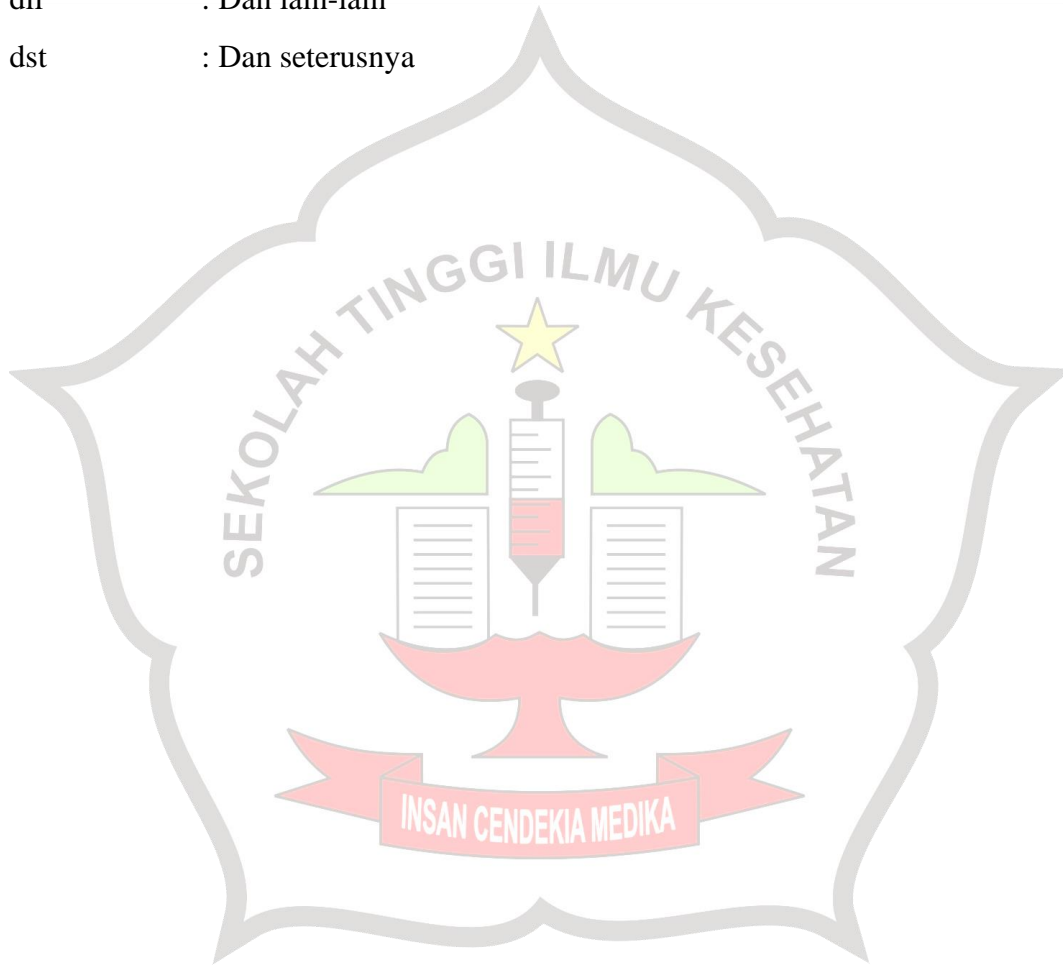 dll : Dan lain-lain
dst : Dan seterusnya
SEKOLAH TINGGI ILMU KESEHATAN
INSAN CENDEKIA MEDIKA